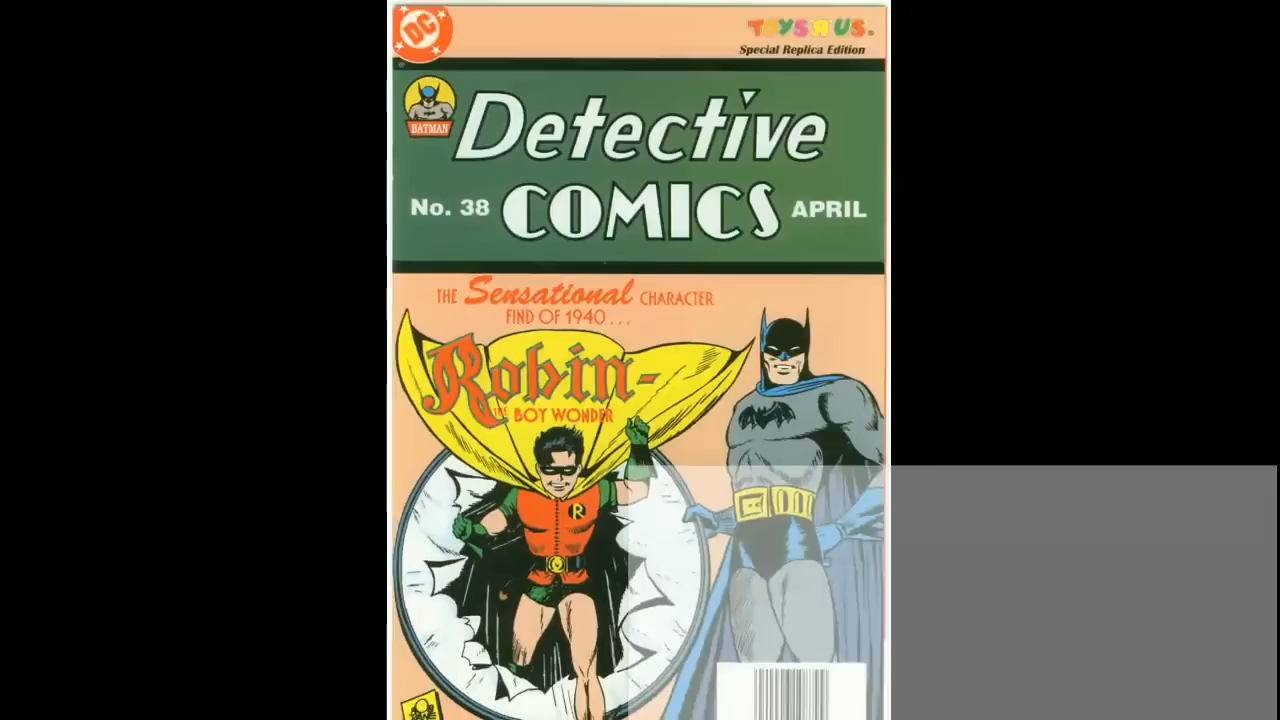 DC
TOYS R US.
Special Replica Edition
BATMAN
Detective
COMICS
No. 38
APRIL
THE Sensational CHARACTER
FIND OF 1940...
Robin-
THE BOY WONDER
R